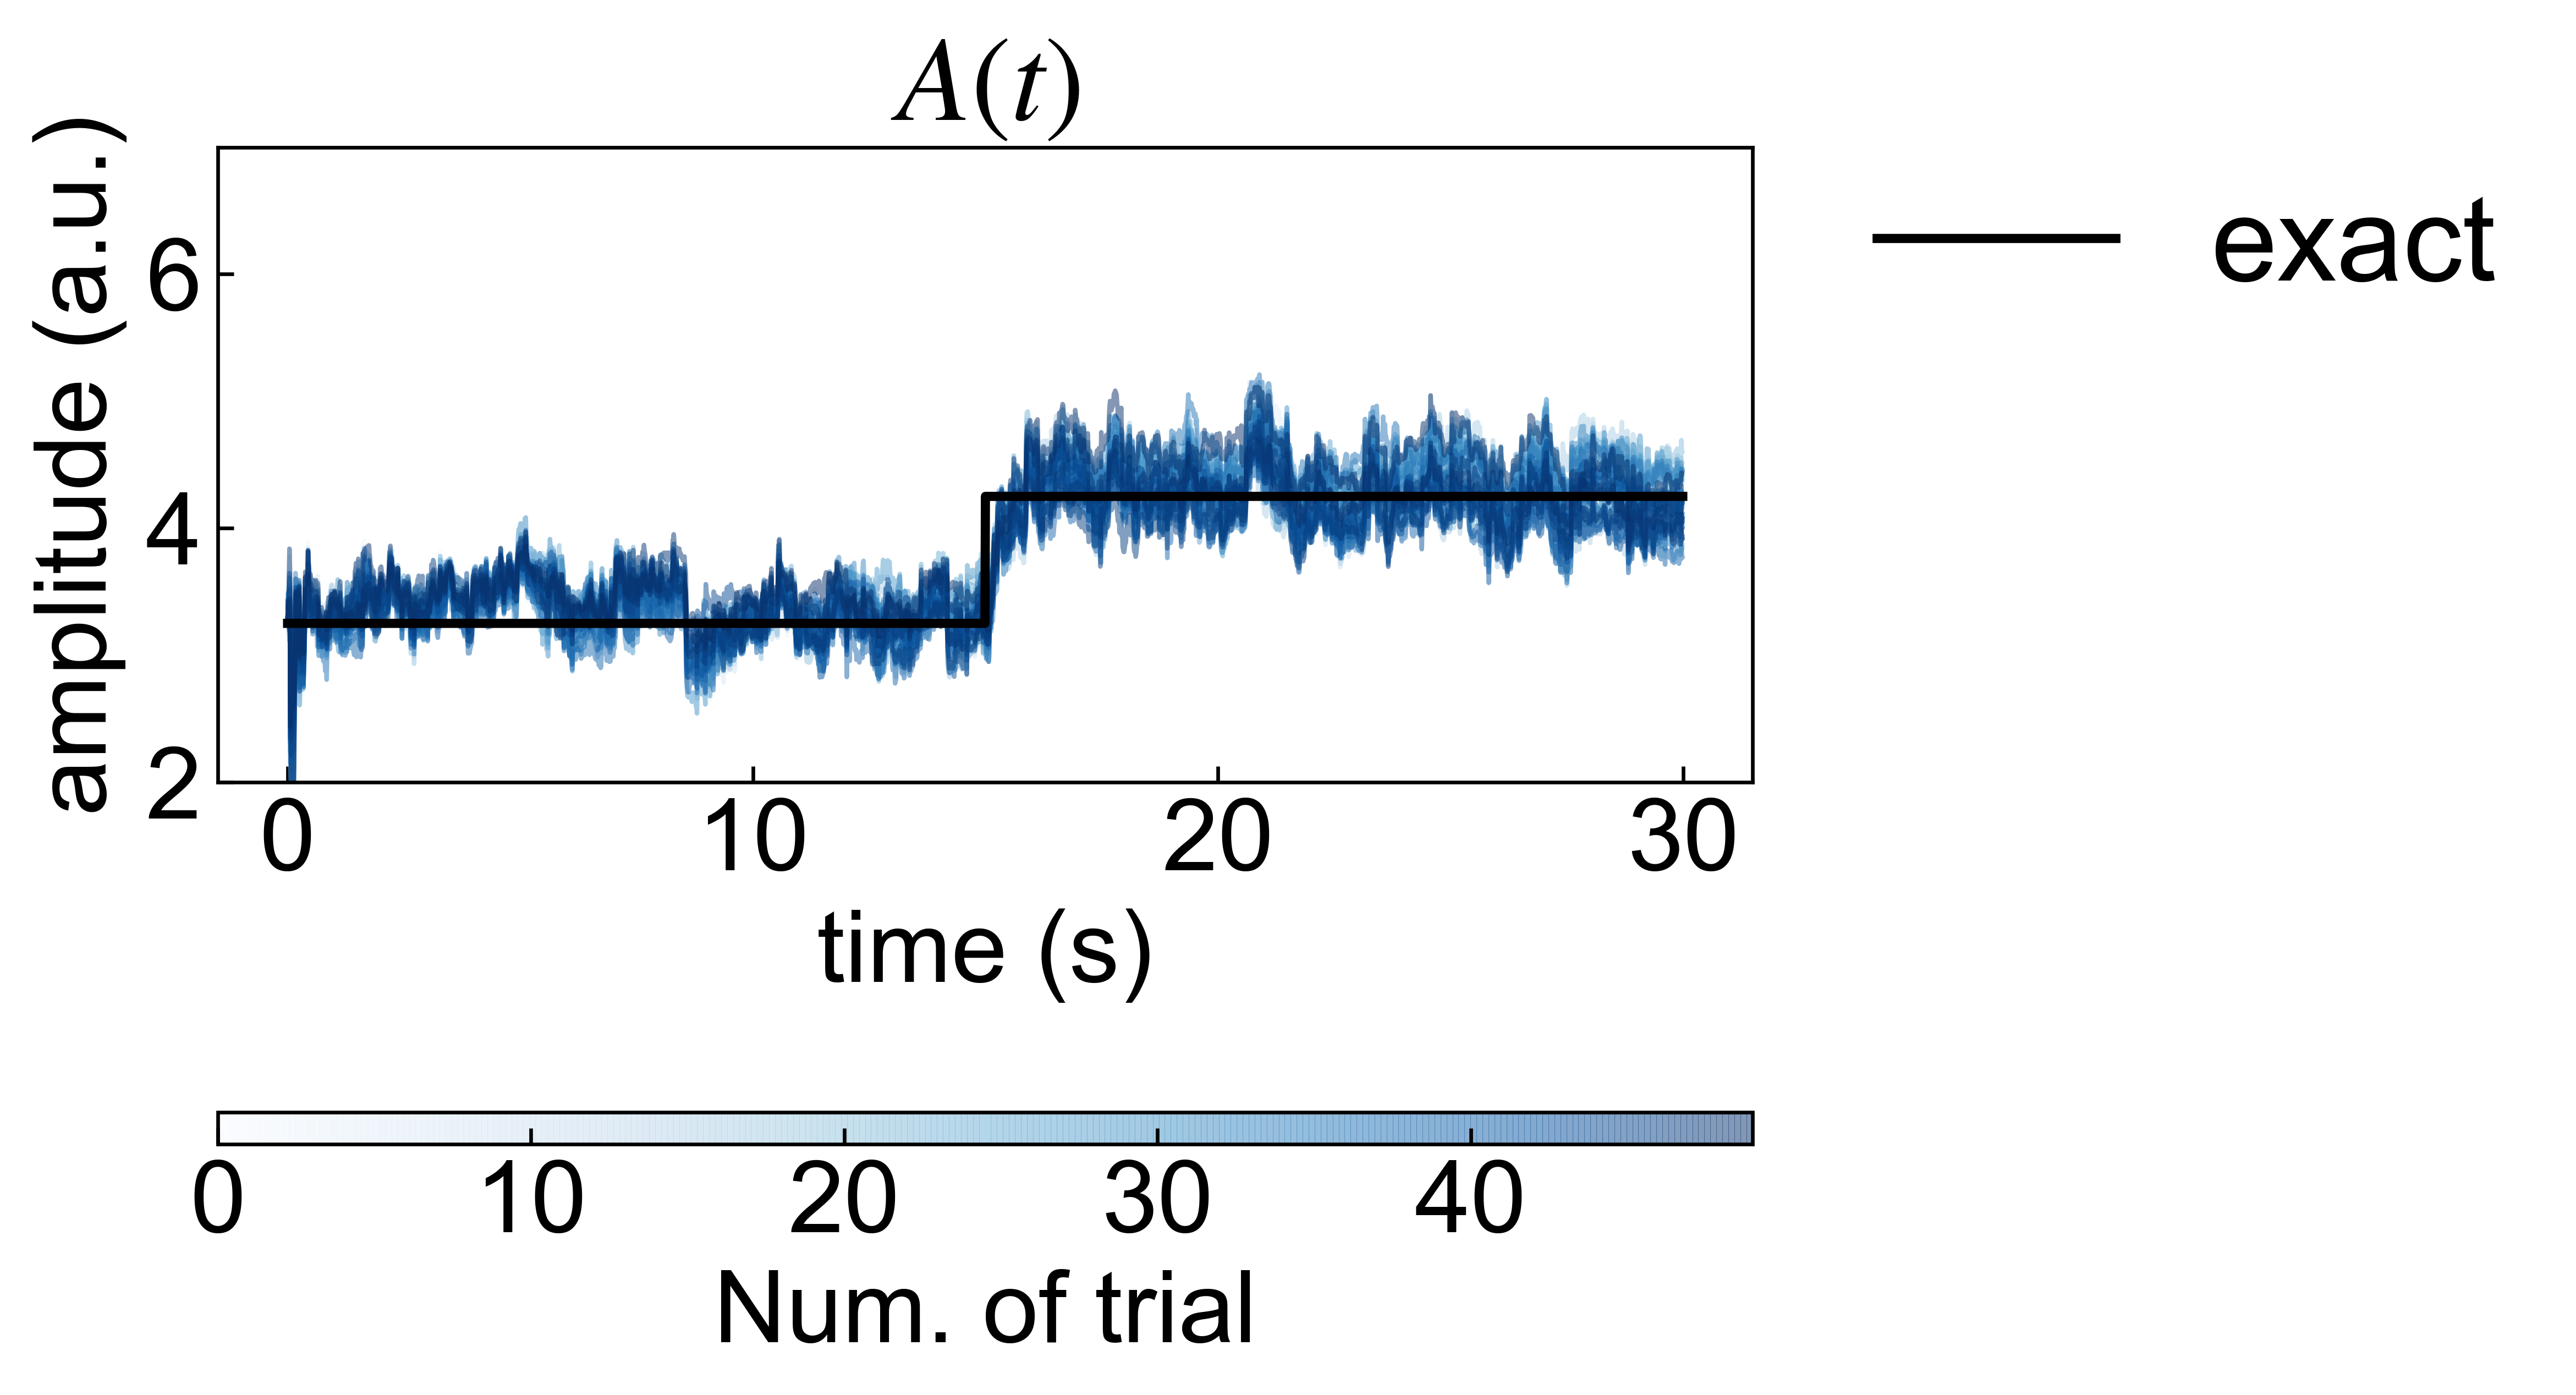 A(t)
exact
amplitude (a.u.)
6
4
2
0 10 20 30
time (s)
0 10 20 30 40
Num. of trial